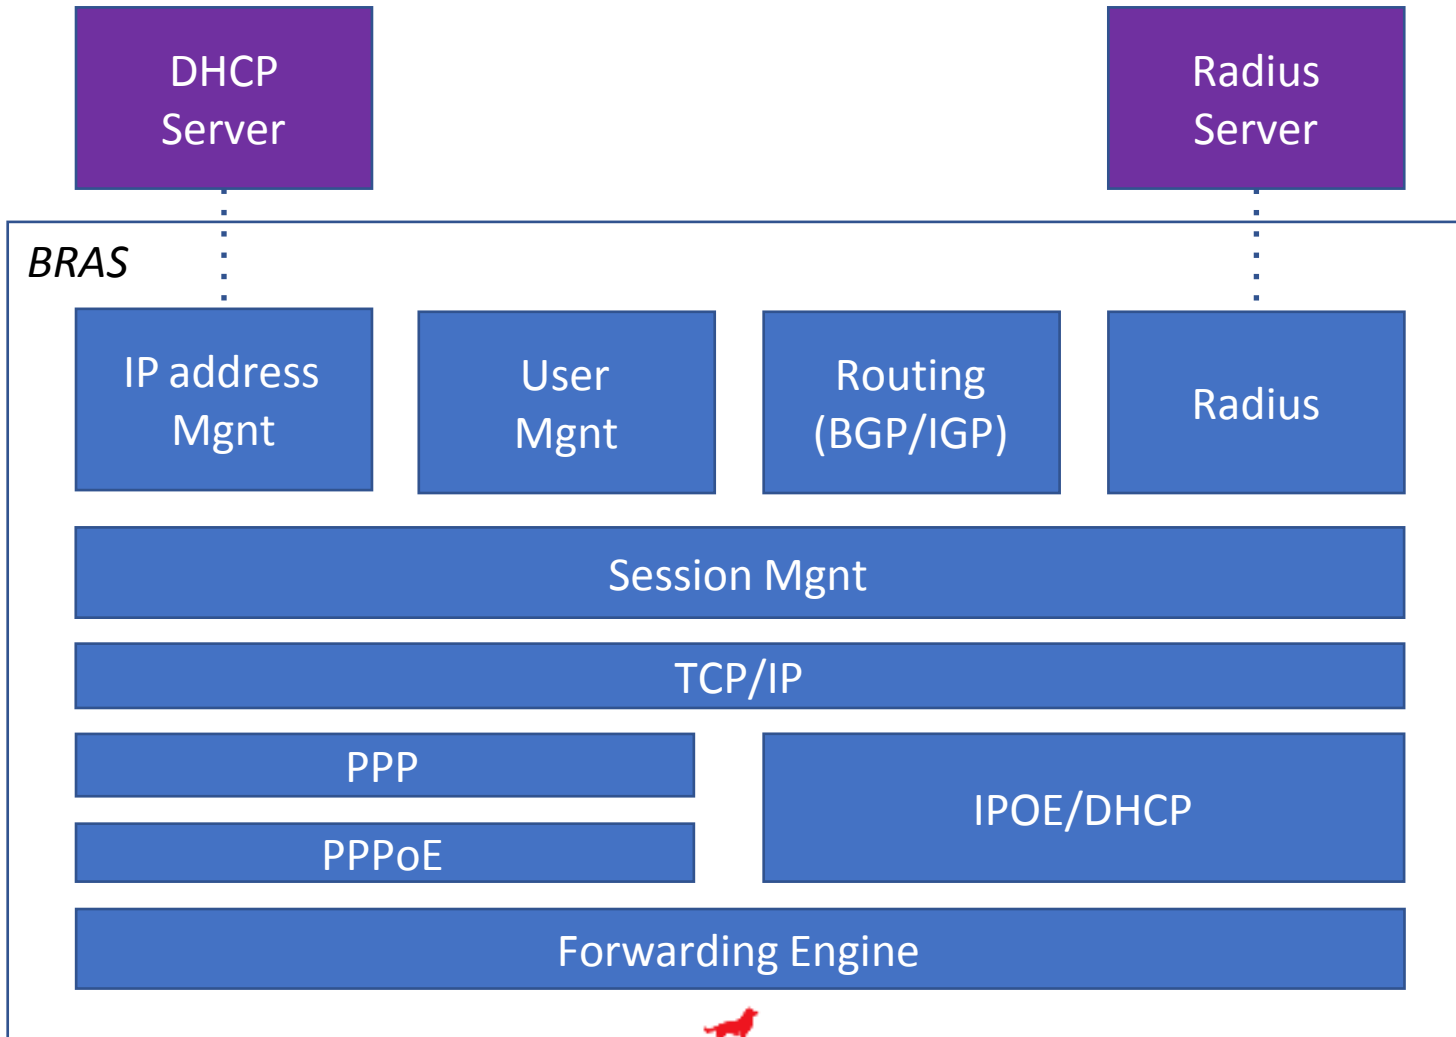 DHCP
Server
Radius
Server
BRAS
IP address
Mgnt
User
Mgnt
Routing
(BGP/IGP)
Radius
Session Mgnt
TCP/IP
PPP
IPOE/DHCP
PPPoE
Forwarding Engine